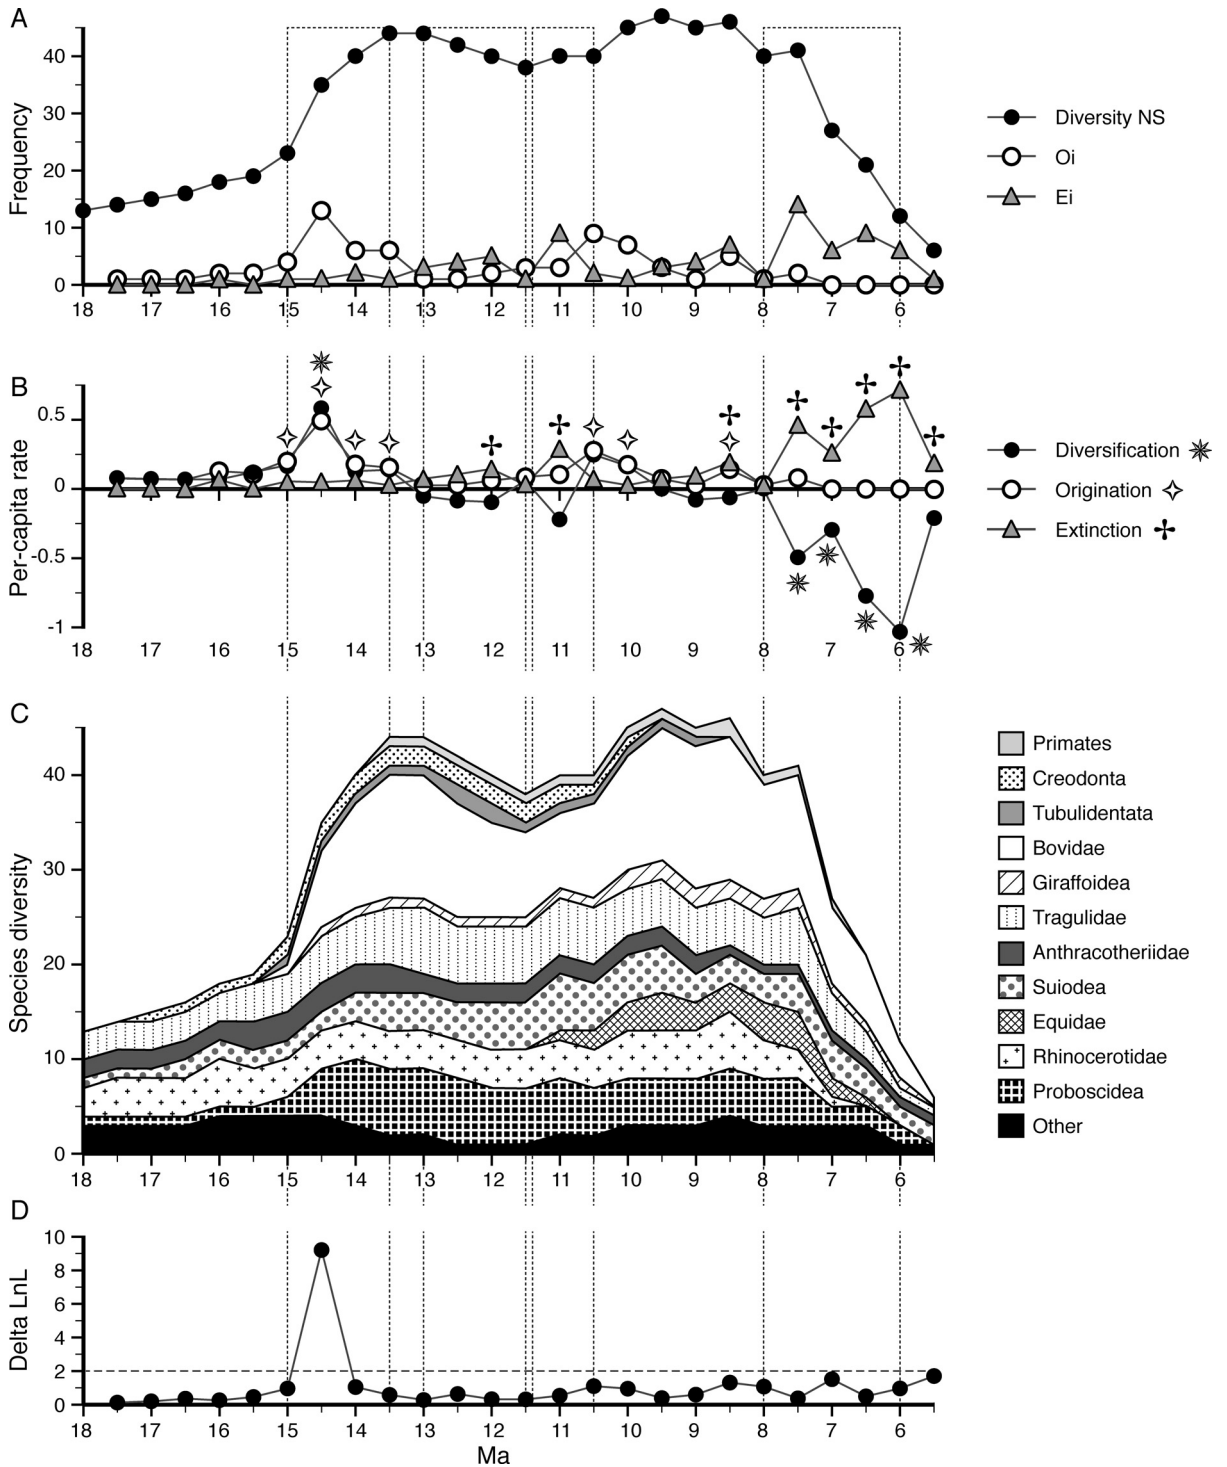 A
Frequency
40
30
20
10
0
18 17 16 15 14 13 12 11 10 9 8 7 6
Diversity NS
Oi
Ei
B
Per-capita rate
0.5
0
-0.5
-1
18 17 16 15 14 13 12 11 10 9 8 7 6
Diversification
Origination
Extinction
C
Species diversity
40
30
20
10
0
18 17 16 15 14 13 12 11 10 9 8 7 6
Primates
Creodonta
Tubulidentata
Bovidae
Giraffoidea
Tragulidae
Anthracotheriidae
Suiodea
Equidae
Rhinocerotidae
Proboscidea
Other
D
Delta LnL
10
8
6
4
2
0
18 17 16 15 14 13 12 11 10 9 8 7 6
Ma